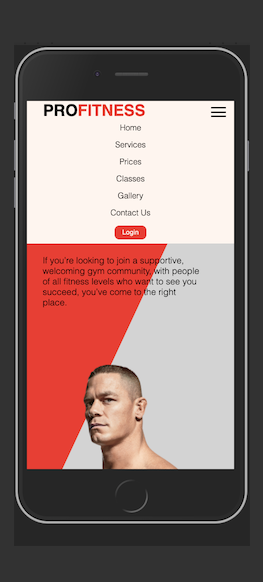 PROFITNESS
Home
Services
Prices
Classes
Gallery
Contact Us
Login
If you're looking to join a supportive,
welcoming gym community, with people
of all fitness levels who want to see you
succeed, you've come to the right
place.